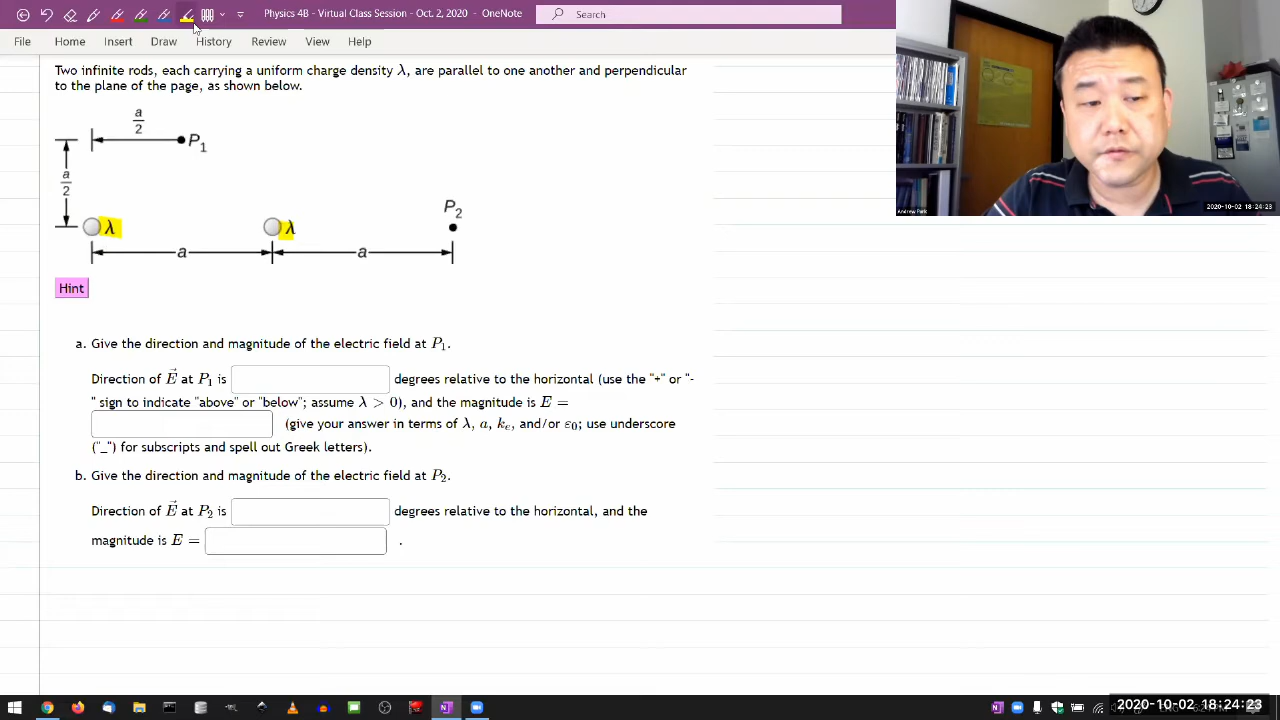 Physics 4B - Virtual Class Session - Oct. 2, 2020 - OneNote
Search
File Home Insert Draw History Review View Help
Two infinite rods, each carrying a uniform charge density λ, are parallel to one another and perpendicular
to the plane of the page, as shown below.
a/2
P1
a/2
λ
λ
P2
a
a
Hint
a. Give the direction and magnitude of the electric field at P1.
Direction of E⃗ at P1 is degrees relative to the horizontal (use the "+" or "-
" sign to indicate "above" or "below"; assume λ > 0), and the magnitude is E =
(give your answer in terms of λ, a, ke, and/or ε0; use underscore
("_") for subscripts and spell out Greek letters).
b. Give the direction and magnitude of the electric field at P2.
Direction of E⃗ at P2 is degrees relative to the horizontal, and the
magnitude is E = .
Andrew Park
2020-10-02 18:24:23
2020-10-02 18:24:23